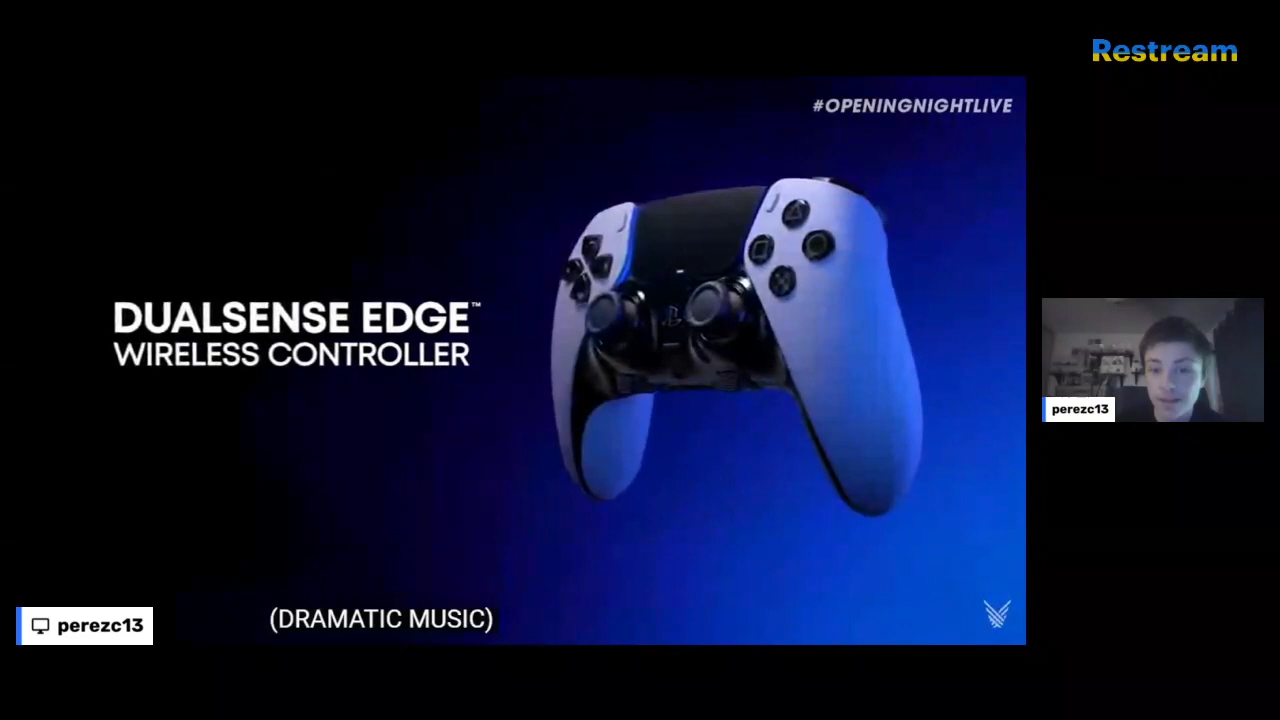 Restream
#OPENINGNIGHTLIVE
DUALSENSE EDGE™
WIRELESS CONTROLLER
perezc13
(DRAMATIC MUSIC)
perezc13